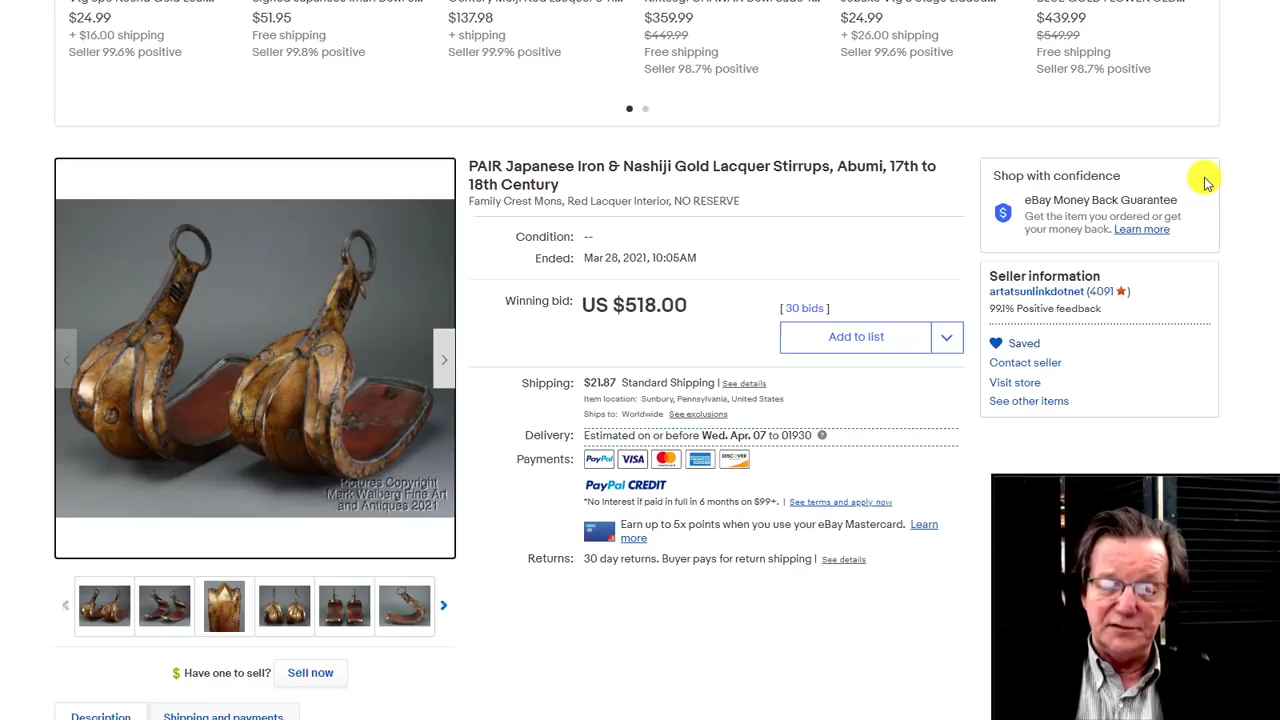 $24.99
$51.95
$137.98
$359.99
$24.99
$439.99
+ $16.00 shipping
Free shipping
+ shipping
$449.99
+ $26.00 shipping
$549.99
Seller 99.6% positive
Seller 99.8% positive
Seller 99.9% positive
Free shipping
Seller 99.6% positive
Free shipping
Seller 98.7% positive
Seller 98.7% positive
PAIR Japanese Iron & Nashiji Gold Lacquer Stirrups, Abumi, 17th to
18th Century
Family Crest Mons, Red Lacquer Interior, NO RESERVE
Condition: --
Ended: Mar 28, 2021, 10:05AM
Winning bid: US $518.00 [ 30 bids ]
Add to list
Shipping: $21.87 Standard Shipping | See details
Item location: Sunbury, Pennsylvania, United States
Ships to: Worldwide See exclusions
Delivery: Estimated on or before Wed. Apr. 07 to 01930
Payments: PayPal VISA mastercard DISCOVER
PayPal CREDIT
*No Interest if paid in full in 6 months on $99+. | See terms and apply now
Earn up to 5x points when you use your eBay Mastercard. Learn
more
Returns: 30 day returns. Buyer pays for return shipping | See details
Shop with confidence
eBay Money Back Guarantee
Get the item you ordered or get
your money back. Learn more
Seller information
artatsunlinkdotnet (4091)
99.1% Positive feedback
Saved
Contact seller
Visit store
See other items
Pictures Copyright
Mark Walberg Fine Art
and Antiques 2021
$ Have one to sell? Sell now
Description
Shipping and payments